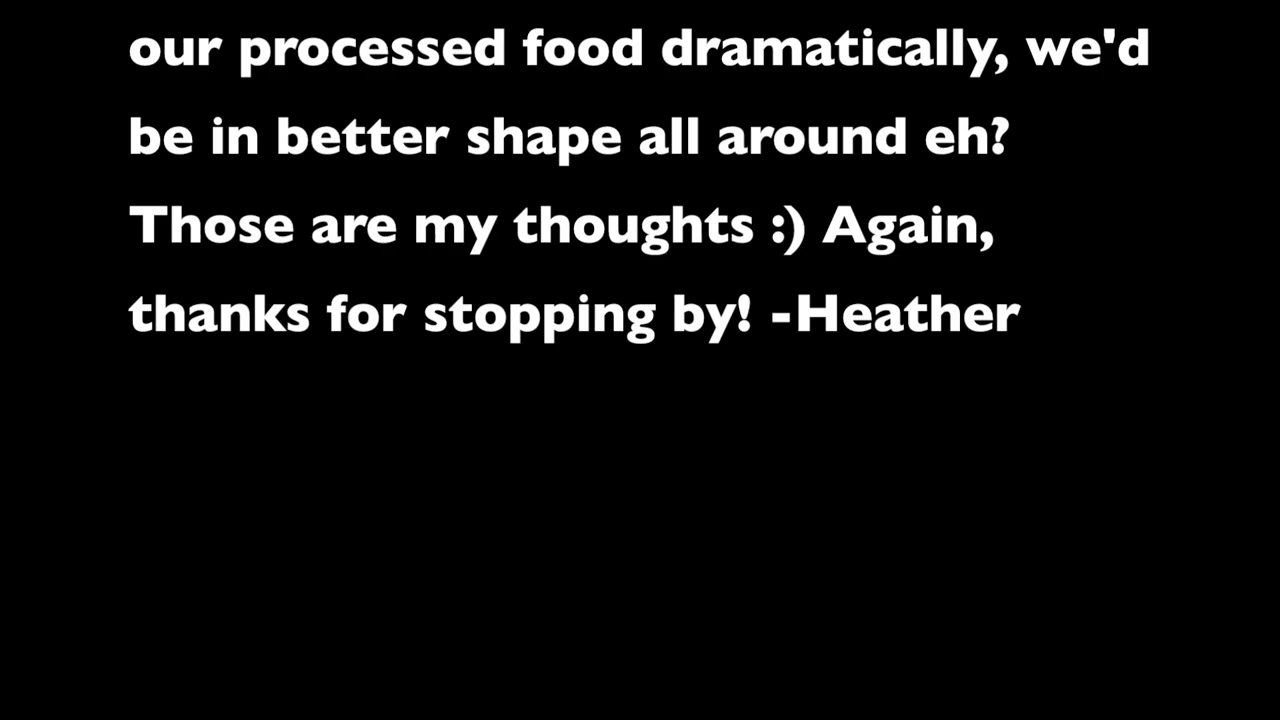 our processed food dramatically, we'd
be in better shape all around eh?
Those are my thoughts :) Again,
thanks for stopping by! -Heather